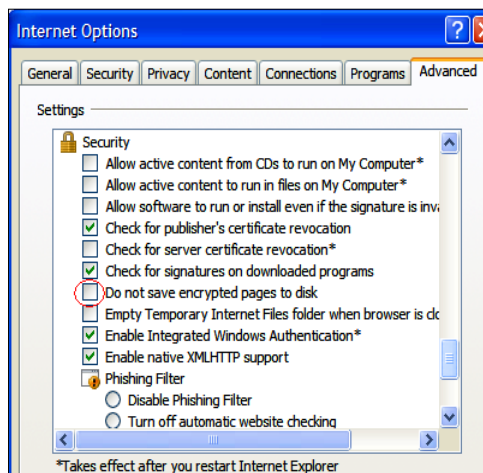 Internet Options
General Security Privacy Content Connections Programs Advanced
Settings
Security
Allow active content from CDs to run on My Computer*
Allow active content to run in files on My Computer*
Allow software to run or install even if the signature is inva
Check for publisher's certificate revocation
Check for server certificate revocation*
Check for signatures on downloaded programs
Do not save encrypted pages to disk
Empty Temporary Internet Files folder when browser is clo
Enable Integrated Windows Authentication*
Enable native XMLHTTP support
Phishing Filter
Disable Phishing Filter
Turn off automatic website checking
*Takes effect after you restart Internet Explorer